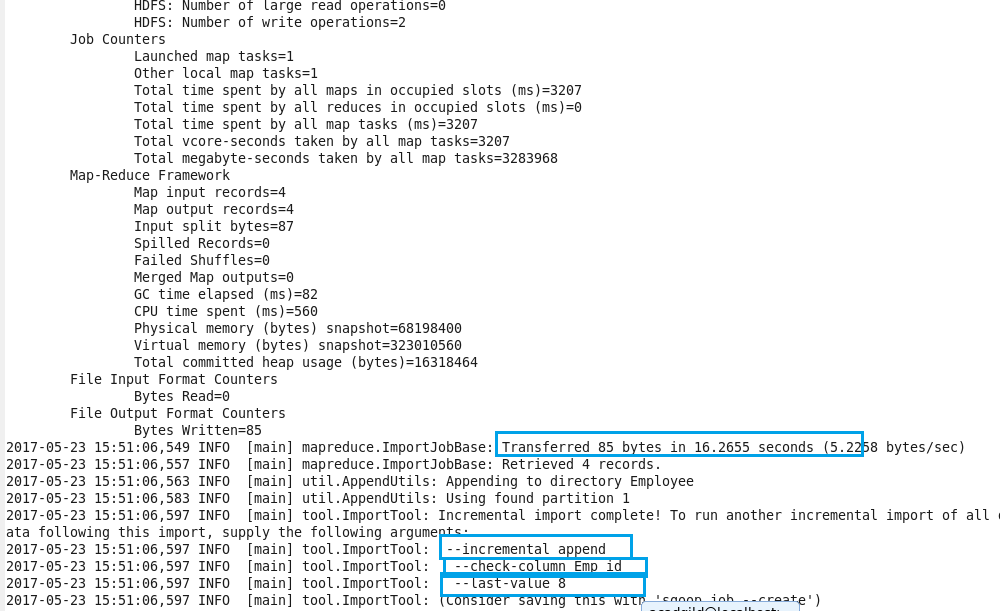 HDFS: Number of large read operations=0
HDFS: Number of write operations=2
Job Counters
Launched map tasks=1
Other local map tasks=1
Total time spent by all maps in occupied slots (ms)=3207
Total time spent by all reduces in occupied slots (ms)=0
Total time spent by all map tasks (ms)=3207
Total vcore-seconds taken by all map tasks=3207
Total megabyte-seconds taken by all map tasks=3283968
Map-Reduce Framework
Map input records=4
Map output records=4
Input split bytes=87
Spilled Records=0
Failed Shuffles=0
Merged Map outputs=0
GC time elapsed (ms)=82
CPU time spent (ms)=560
Physical memory (bytes) snapshot=68198400
Virtual memory (bytes) snapshot=323010560
Total committed heap usage (bytes)=16318464
File Input Format Counters
Bytes Read=0
File Output Format Counters
Bytes Written=85
2017-05-23 15:51:06,549 INFO  [main] mapreduce.ImportJobBase: Transferred 85 bytes in 16.2655 seconds (5.2258 bytes/sec)
2017-05-23 15:51:06,557 INFO  [main] mapreduce.ImportJobBase: Retrieved 4 records.
2017-05-23 15:51:06,563 INFO  [main] util.AppendUtils: Appending to directory Employee
2017-05-23 15:51:06,583 INFO  [main] util.AppendUtils: Using found partition 1
2017-05-23 15:51:06,597 INFO  [main] tool.ImportTool: Incremental import complete! To run another incremental import of all
ata following this import, supply the following arguments:
2017-05-23 15:51:06,597 INFO  [main] tool.ImportTool:  --incremental append
2017-05-23 15:51:06,597 INFO  [main] tool.ImportTool:   --check-column Emp_id
2017-05-23 15:51:06,597 INFO  [main] tool.ImportTool:   --last-value 8
2017-05-23 15:51:06,597 INFO  [main] tool.ImportTool: (Consider saving this with 'sqoop job --create')